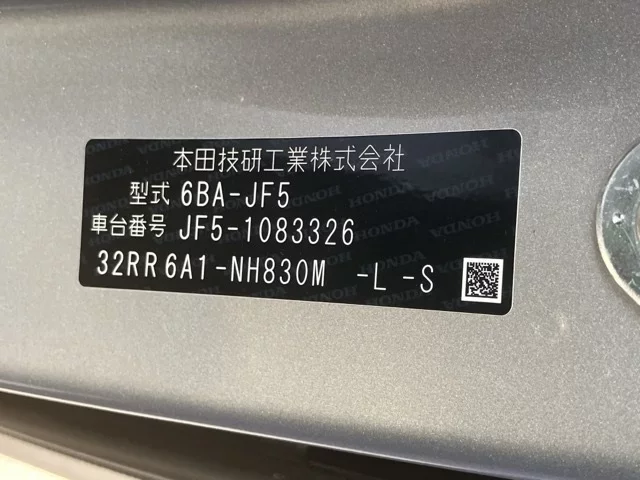 本田技研工業株式会社
型式 6BA-JF5
車台番号 JF5-1083326
32RR6A1-NH830M -L -S